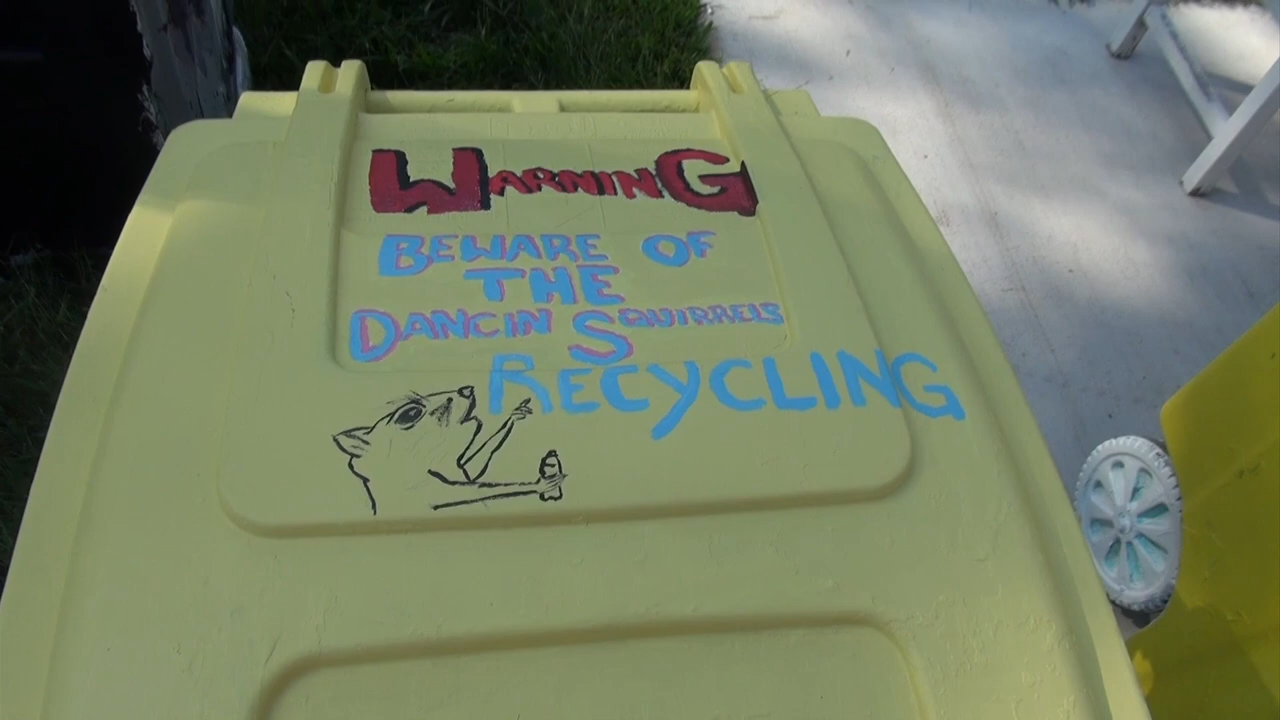 WARNING
BEWARE OF
THE
DANCIN SQUIRRELS
RECYCLING